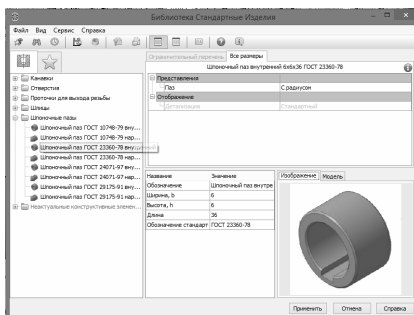 Библиотека Стандартные Изделия
Файл Вид Сервис Справка
Ограничительный перечень Все размеры
Шпоночный паз внутренний 6x6x36 ГОСТ 23360-78
Канавки
Отверстия
Проточки для выхода резьбы
Шлицы
Шпоночные пазы
Шпоночный паз ГОСТ 10748-79 вну...
Шпоночный паз ГОСТ 10748-79 нар...
Шпоночный паз ГОСТ 23360-78 вну...
Шпоночный паз ГОСТ 23360-78 нар...
Шпоночный паз ГОСТ 24071-97 вну...
Шпоночный паз ГОСТ 24071-97 нар...
Шпоночный паз ГОСТ 29175-91 вну...
Шпоночный паз ГОСТ 29175-91 нар...
Неактуальные конструктивные элемен...
Представления
Паз С радиусом
Отображение
Детализация Стандартный
Название Значение
Обозначение Шпоночный паз внутре
Ширина, b 6
Высота, h 6
Длина 36
Обозначение стандарт ГОСТ 23360-78
Изображение Модель
Применить Отмена Справка